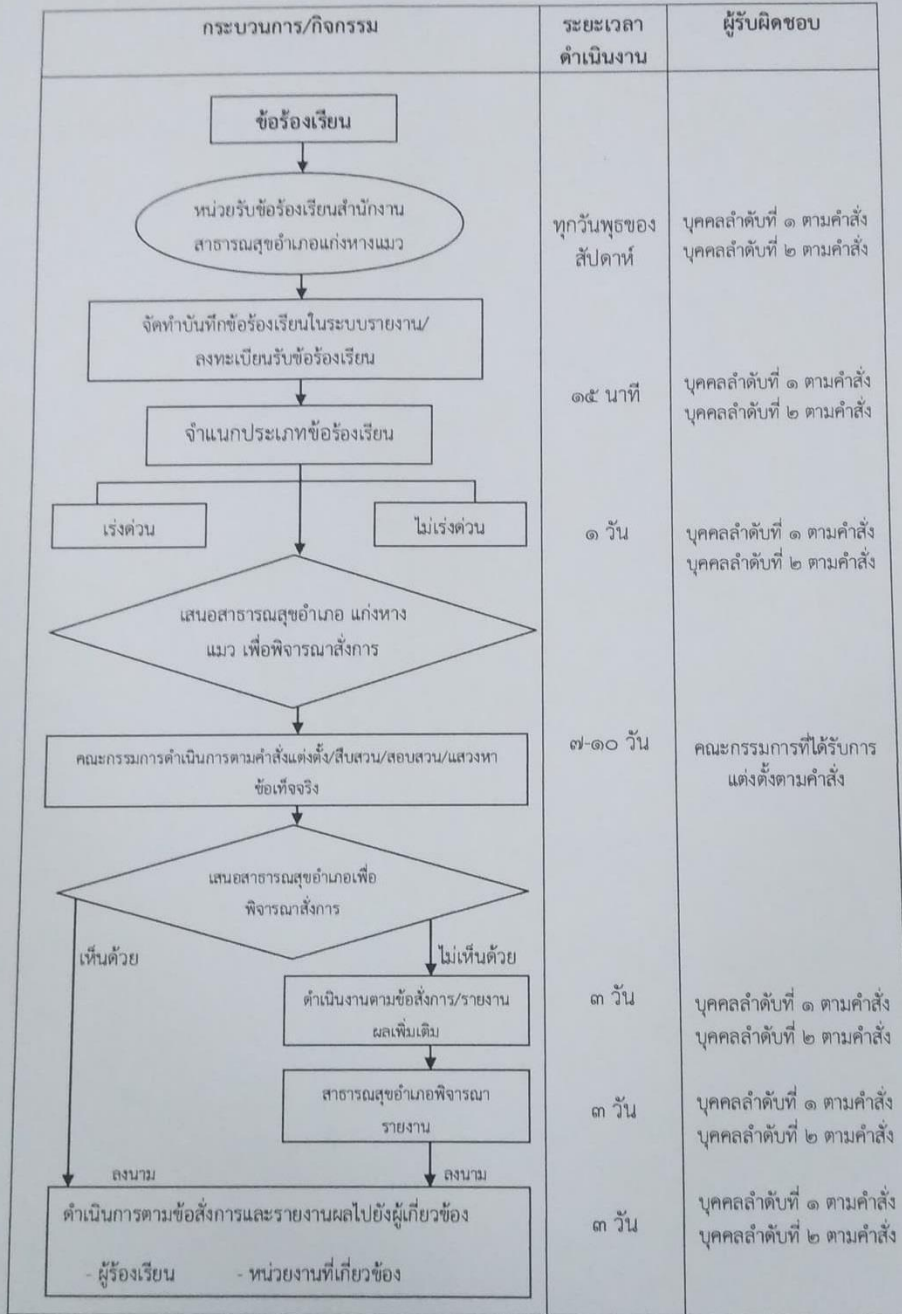 กระบวนการ/กิจกรรม
ระยะเวลา
ดำเนินงาน
ผู้รับผิดชอบ
ข้อร้องเรียน
หน่วยรับข้อร้องเรียนสำนักงาน
สาธารณสุขอำเภอแก่งหางแมว
ทุกวันพุธของ
สัปดาห์
บุคคลลำดับที่ ๑ ตามคำสั่ง
บุคคลลำดับที่ ๒ ตามคำสั่ง
จัดทำบันทึกข้อร้องเรียนในระบบรายงาน/
ลงทะเบียนรับข้อร้องเรียน
๑๕ นาที
บุคคลลำดับที่ ๑ ตามคำสั่ง
บุคคลลำดับที่ ๒ ตามคำสั่ง
จำแนกประเภทข้อร้องเรียน
เร่งด่วน
ไม่เร่งด่วน
๑ วัน
บุคคลลำดับที่ ๑ ตามคำสั่ง
บุคคลลำดับที่ ๒ ตามคำสั่ง
เสนอสาธารณสุขอำเภอ แก่งหาง
แมว เพื่อพิจารณาสั่งการ
คณะกรรมการดำเนินการตามคำสั่งแต่งตั้ง/สืบสวน/สอบสวน/แสวงหา
ข้อเท็จจริง
๗-๑๐ วัน
คณะกรรมการที่ได้รับการ
แต่งตั้งตามคำสั่ง
เสนอสาธารณสุขอำเภอเพื่อ
พิจารณาสั่งการ
เห็นด้วย
ไม่เห็นด้วย
ดำเนินงานตามข้อสั่งการ/รายงาน
ผลเพิ่มเติม
๓ วัน
บุคคลลำดับที่ ๑ ตามคำสั่ง
บุคคลลำดับที่ ๒ ตามคำสั่ง
สาธารณสุขอำเภอพิจารณา
รายงาน
๓ วัน
บุคคลลำดับที่ ๑ ตามคำสั่ง
บุคคลลำดับที่ ๒ ตามคำสั่ง
ลงนาม
ลงนาม
ดำเนินการตามข้อสั่งการและรายงานผลไปยังผู้เกี่ยวข้อง
- ผู้ร้องเรียน - หน่วยงานที่เกี่ยวข้อง
๓ วัน
บุคคลลำดับที่ ๑ ตามคำสั่ง
บุคคลลำดับที่ ๒ ตามคำสั่ง